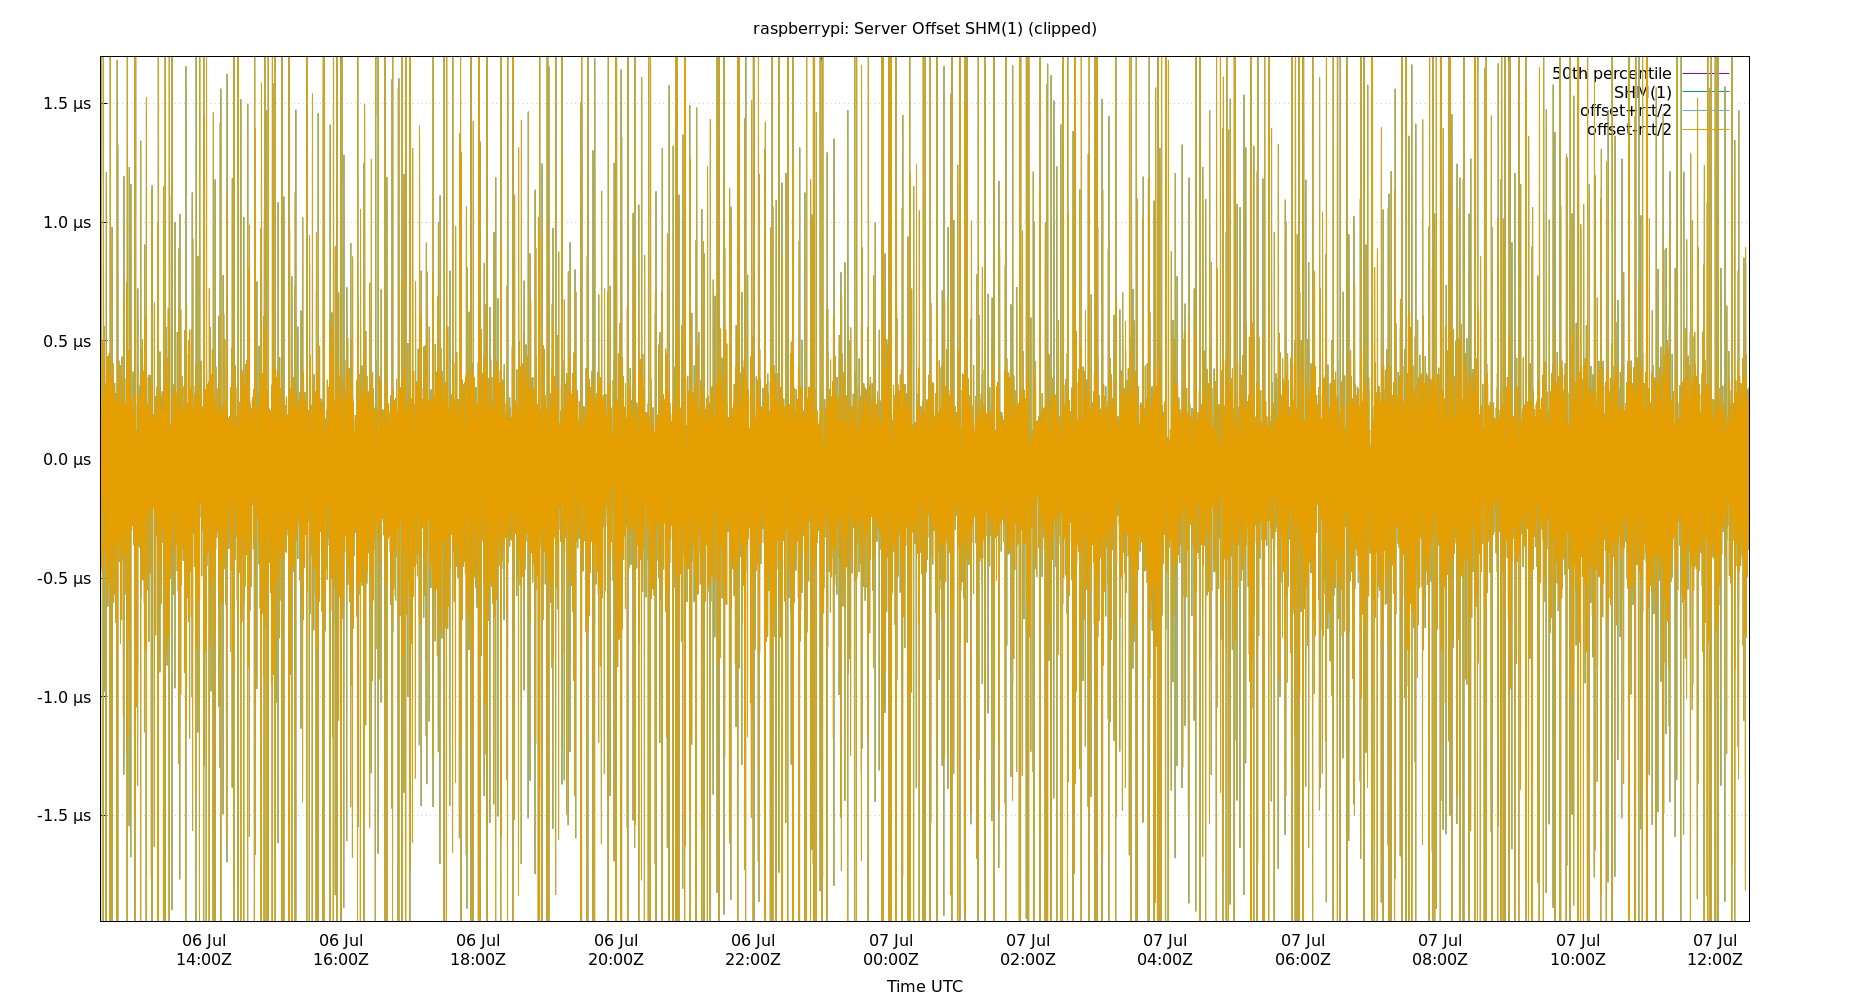 raspberrypi: Server Offset SHM(1) (clipped)
50th percentile
SHM(1)
offset+rtt/2
offset-rtt/2
1.5 µs
1.0 µs
0.5 µs
0.0 µs
-0.5 µs
-1.0 µs
-1.5 µs
06 Jul 06 Jul 06 Jul 06 Jul 06 Jul 07 Jul 07 Jul 07 Jul 07 Jul 07 Jul 07 Jul 07 Jul
14:00Z 16:00Z 18:00Z 20:00Z 22:00Z 00:00Z 02:00Z 04:00Z 06:00Z 08:00Z 10:00Z 12:00Z
Time UTC